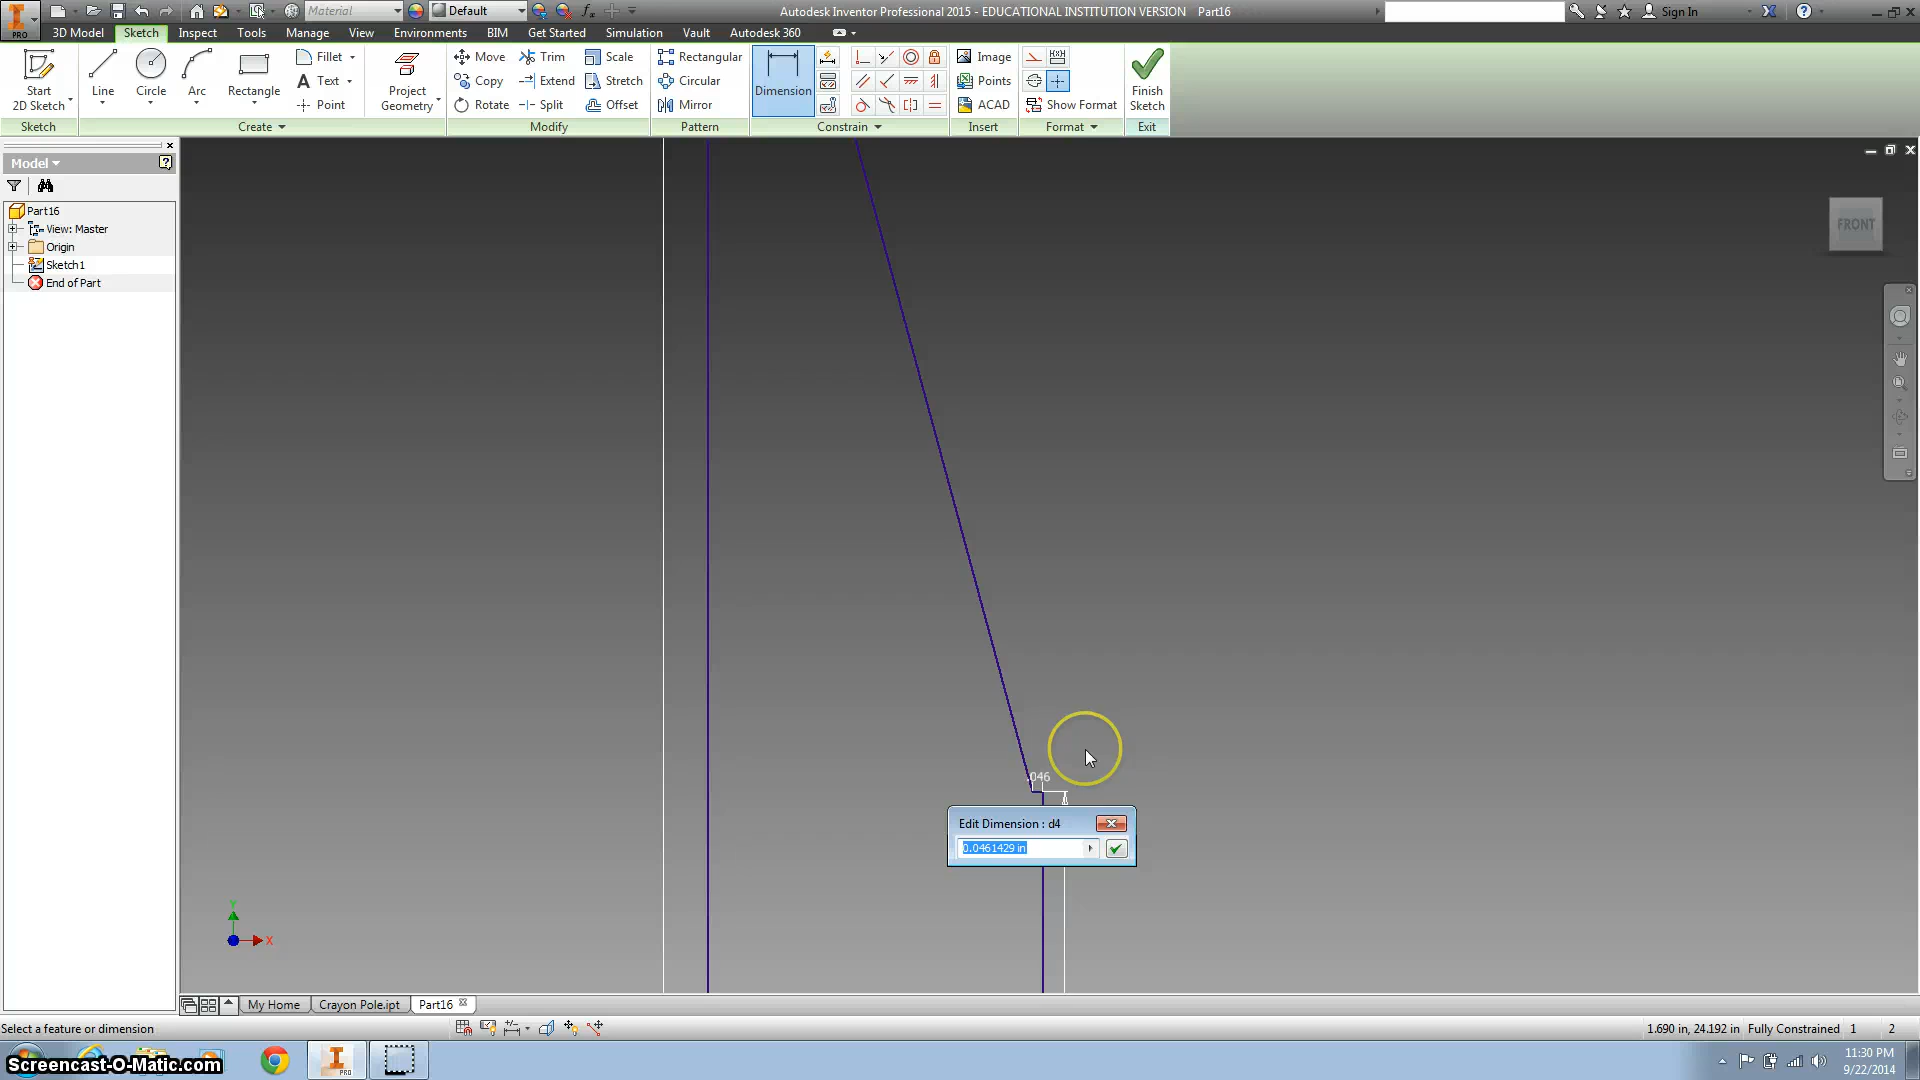 Material Default Autodesk Inventor Professional 2015 - EDUCATIONAL INSTITUTION VERSION Part16 Sign In
PRO 3D Model Sketch Inspect Tools Manage View Environments BIM Get Started Simulation Vault Autodesk 360
Start 2D Sketch Line Circle Arc Rectangle Fillet Text Point Project Geometry
Move Trim Scale
Copy Extend Stretch
Rotate Split Offset
Rectangular
Circular
Mirror
Dimension
Image
Points
ACAD
Show Format
Finish Sketch
Sketch Create Modify Pattern Constrain Insert Format Exit
Model
Part16
View: Master
Origin
Sketch1
End of Part
FRONT
.046
Edit Dimension : d4
0.0461429 in
Y
X
My Home Crayon Pole.ipt Part16
Select a feature or dimension 1.690 in, 24.192 in Fully Constrained 1 2
PRO
Screencast-O-Matic.com
11:30 PM
9/22/2014